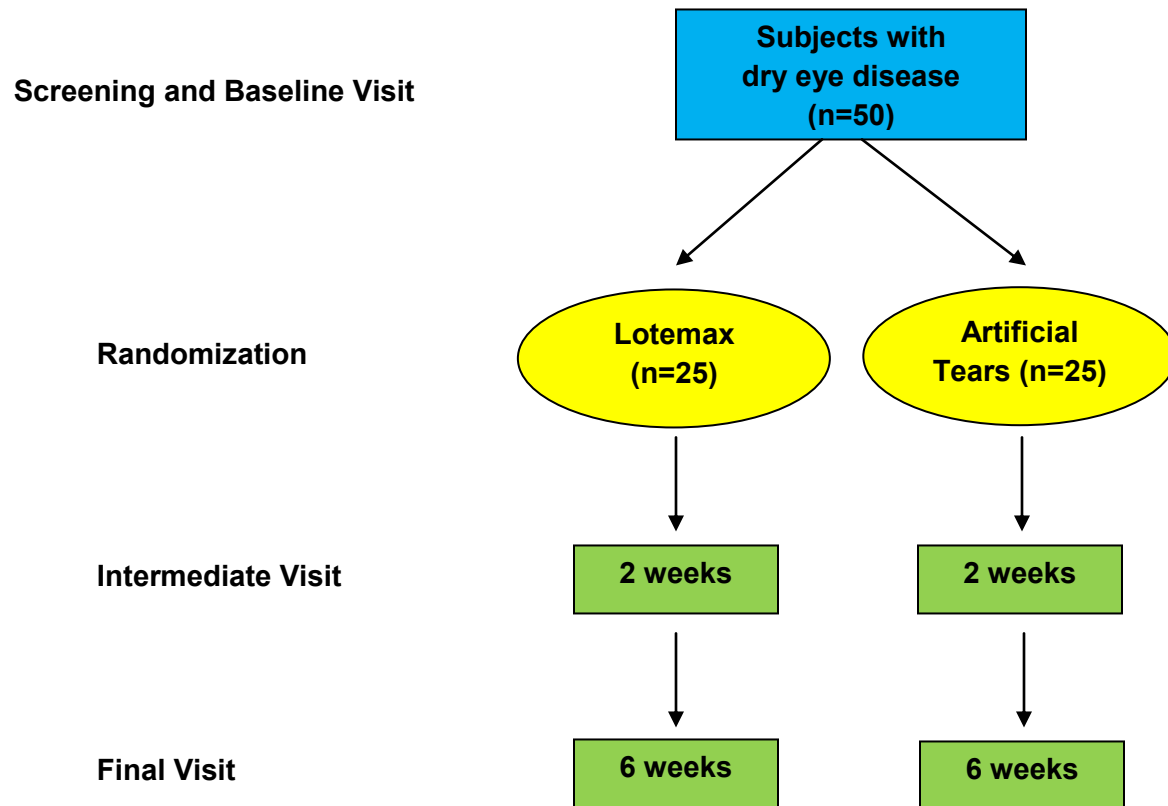 Subjects with
dry eye disease
(n=50)
Screening and Baseline Visit
Randomization
Lotemax
(n=25)
Artificial
Tears (n=25)
Intermediate Visit
2 weeks
2 weeks
Final Visit
6 weeks
6 weeks